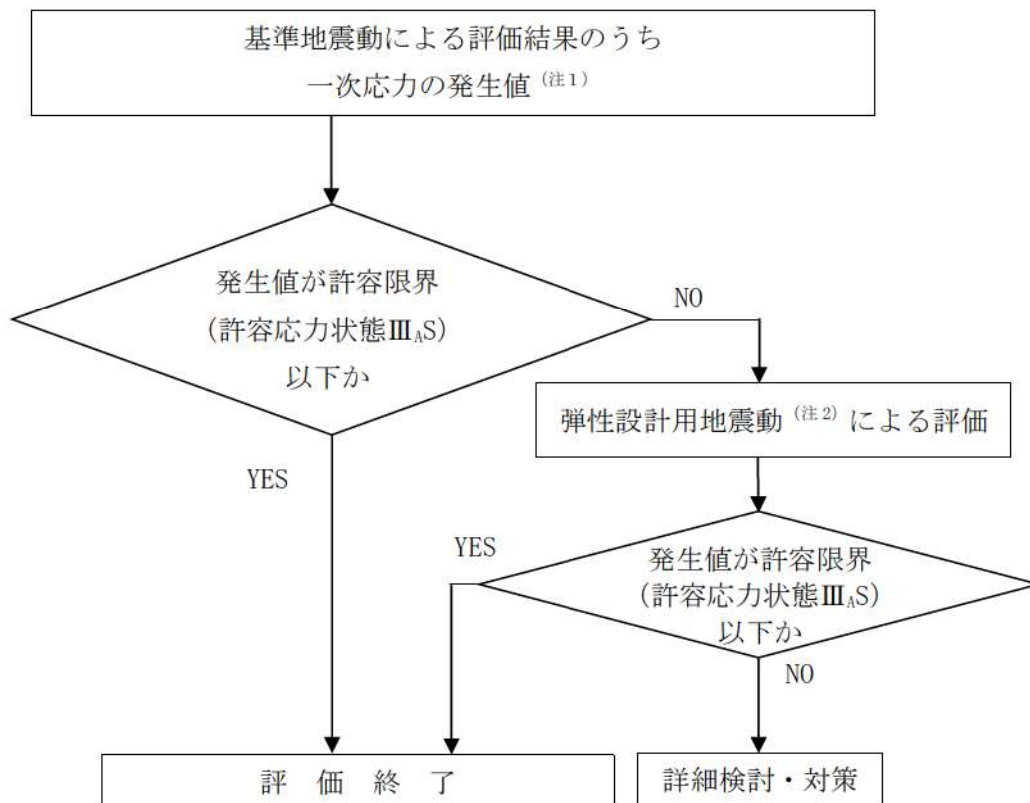 基準地震動による評価結果のうち
一次応力の発生値(注1)
発生値が許容限界
(許容応力状態ⅢAS)
以下か
NO
YES
弾性設計用地震動(注2)による評価
発生値が許容限界
(許容応力状態ⅢAS)
以下か
YES
NO
評 価 終 了
詳細検討・対策